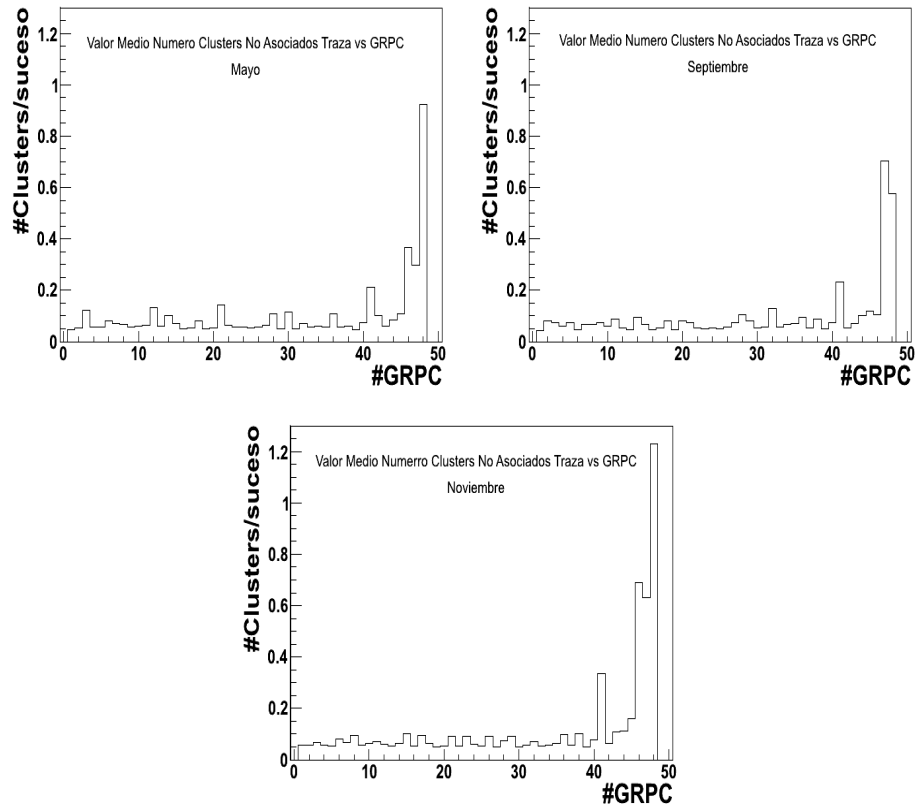 #Clusters/suceso
1.2
1
0.8
0.6
0.4
0.2
0
Valor Medio Numero Clusters No Asociados Traza vs GRPC
Mayo
0 10 20 30 40 50
#GRPC
#Clusters/suceso
1.2
1
0.8
0.6
0.4
0.2
0
Valor Medio Numero Clusters No Asociados Traza vs GRPC
Septiembre
0 10 20 30 40 50
#GRPC
#Clusters/suceso
1.2
1
0.8
0.6
0.4
0.2
0
Valor Medio Numerro Clusters No Asociados Traza vs GRPC
Noviembre
0 10 20 30 40 50
#GRPC